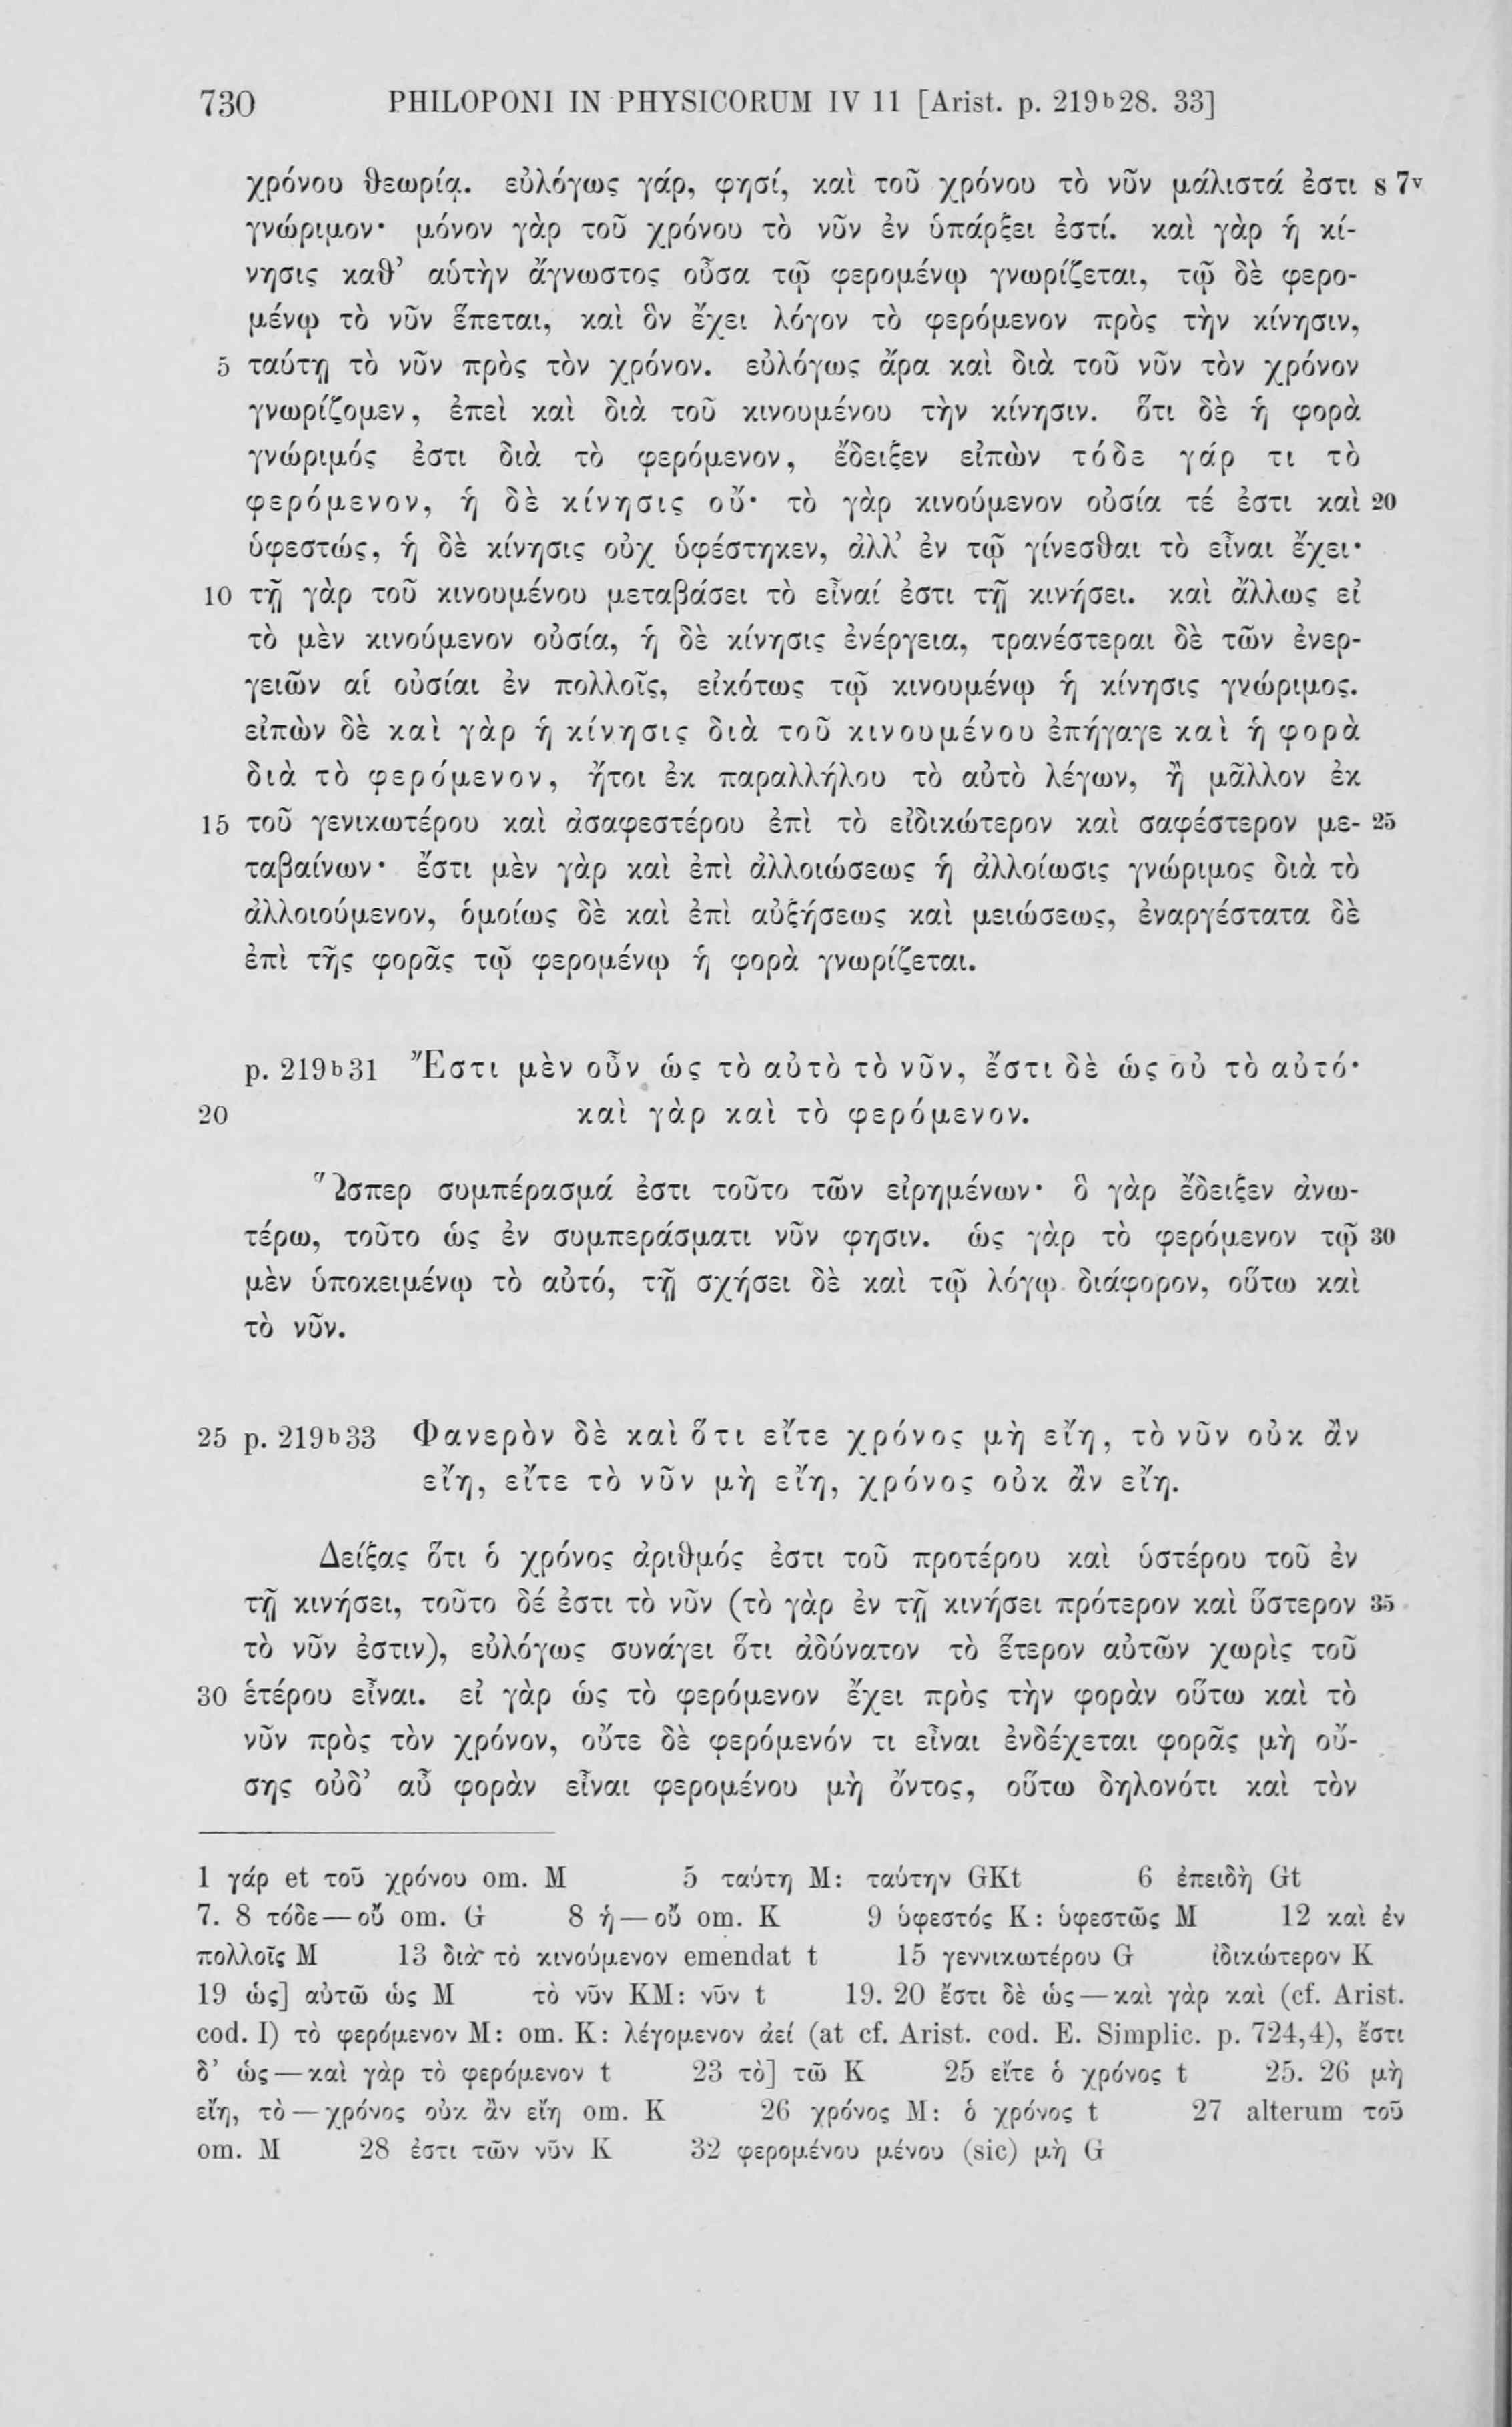 730 PHILOPONI IN PHYSICORUM IV 11 [Arist. p. 219b28. 33]
χρόνου θεωρίᾳ. εὐλόγως γάρ, φησί, καὶ τοῦ χρόνου τὸ νῦν μάλιστά ἐστι s 7v
γνώριμον· μόνον γὰρ τοῦ χρόνου τὸ νῦν ἐν ὑπάρξει ἐστί. καὶ γὰρ ἡ κί-
νησις καθ’ αὑτὴν ἄγνωστος οὖσα τῷ φερομένῳ γνωρίζεται, τῷ δὲ φερο-
μένῳ τὸ νῦν ἕπεται, καὶ ὃν ἔχει λόγον τὸ φερόμενον πρὸς τὴν κίνησιν,
5 ταύτῃ τὸ νῦν πρὸς τὸν χρόνον. εὐλόγως ἄρα καὶ διὰ τοῦ νῦν τὸν χρόνον
γνωρίζομεν, ἐπεὶ καὶ διὰ τοῦ κινουμένου τὴν κίνησιν. ὅτι δὲ ἡ φορὰ
γνώριμός ἐστι διὰ τὸ φερόμενον, ἔδειξεν εἰπὼν τόδε γάρ τι τὸ
φερόμενον, ἡ δὲ κίνησις οὔ· τὸ γὰρ κινούμενον οὐσία τέ ἐστι καὶ 20
ὑφεστώς, ἡ δὲ κίνησις οὐχ ὑφέστηκεν, ἀλλ’ ἐν τῷ γίνεσθαι τὸ εἶναι ἔχει·
10 τῇ γὰρ τοῦ κινουμένου μεταβάσει τὸ εἶναί ἐστι τῇ κινήσει. καὶ ἄλλως εἰ
τὸ μὲν κινούμενον οὐσία, ἡ δὲ κίνησις ἐνέργεια, τρανέστεραι δὲ τῶν ἐνερ-
γειῶν αἱ οὐσίαι ἐν πολλοῖς, εἰκότως τῷ κινουμένῳ ἡ κίνησις γνώριμος.
εἰπὼν δὲ καὶ γὰρ ἡ κίνησις διὰ τοῦ κινουμένου ἐπήγαγε καὶ ἡ φορὰ
διὰ τὸ φερόμενον, ἤτοι ἐκ παραλλήλου τὸ αὐτὸ λέγων, ἢ μᾶλλον ἐκ
15 τοῦ γενικωτέρου καὶ ἀσαφεστέρου ἐπὶ τὸ εἰδικώτερον καὶ σαφέστερον με- 25
ταβαίνων· ἔστι μὲν γὰρ καὶ ἐπὶ ἀλλοιώσεως ἡ ἀλλοίωσις γνώριμος διὰ τὸ
ἀλλοιούμενον, ὁμοίως δὲ καὶ ἐπὶ αὐξήσεως καὶ μειώσεως, ἐναργέστατα δὲ
ἐπὶ τῆς φορᾶς τῷ φερομένῳ ἡ φορὰ γνωρίζεται.
p. 219b31 Ἔστι μὲν οὖν ὡς τὸ αὐτὸ τὸ νῦν, ἔστι δὲ ὡς οὐ τὸ αὐτό·
20 καὶ γὰρ καὶ τὸ φερόμενον.
Ὥσπερ συμπέρασμά ἐστι τοῦτο τῶν εἰρημένων· ὃ γὰρ ἔδειξεν ἀνω-
τέρω, τοῦτο ὡς ἐν συμπεράσματι νῦν φησιν. ὡς γὰρ τὸ φερόμενον τῷ 30
μὲν ὑποκειμένῳ τὸ αὐτό, τῇ σχήσει δὲ καὶ τῷ λόγῳ διάφορον, οὕτω καὶ
τὸ νῦν.
25 p. 219b33 Φανερὸν δὲ καὶ ὅτι εἴτε χρόνος μὴ εἴη, τὸ νῦν οὐκ ἂν
εἴη, εἴτε τὸ νῦν μὴ εἴη, χρόνος οὐκ ἂν εἴη.
Δείξας ὅτι ὁ χρόνος ἀριθμός ἐστι τοῦ προτέρου καὶ ὑστέρου τοῦ ἐν
τῇ κινήσει, τοῦτο δέ ἐστι τὸ νῦν (τὸ γὰρ ἐν τῇ κινήσει πρότερον καὶ ὕστερον 35
τὸ νῦν ἐστιν), εὐλόγως συνάγει ὅτι ἀδύνατον τὸ ἕτερον αὐτῶν χωρὶς τοῦ
30 ἑτέρου εἶναι. εἰ γὰρ ὡς τὸ φερόμενον ἔχει πρὸς τὴν φορὰν οὕτω καὶ τὸ
νῦν πρὸς τὸν χρόνον, οὔτε δὲ φερόμενόν τι εἶναι ἐνδέχεται φορᾶς μὴ οὔ-
σης οὐδ’ αὖ φορὰν εἶναι φερομένου μὴ ὄντος, οὕτω δηλονότι καὶ τὸν
1 γάρ et τοῦ χρόνου om. M 5 ταύτῃ M: ταύτην GKt 6 ἐπειδὴ Gt
7. 8 τόδε—οὔ om. G 8 ἡ—οὔ om. K 9 ὑφεστός K: ὑφεστῶς M 12 καὶ ἐν
πολλοῖς M 13 διὰ τὸ κινούμενον emendat t 15 γεννικωτέρου G ἰδικώτερον K
19 ὡς] αὐτῶ ὡς M τὸ νῦν KM: νῦν t 19. 20 ἔστι δὲ ὡς—καὶ γὰρ καὶ (cf. Arist.
cod. I) τὸ φερόμενον M: om. K: λέγομενον ἀεί (at cf. Arist. cod. E. Simplic. p. 724,4), ἔστι
δ’ ὡς—καὶ γὰρ τὸ φερόμενον t 23 τὸ] τῶ K 25 εἴτε ὁ χρόνος t 25. 26 μὴ
εἴη, τὸ—χρόνος οὐκ ἂν εἴη om. K 26 χρόνος M: ὁ χρόνος t 27 alterum τοῦ
om. M 28 ἐστι τῶν νῦν K 32 φερομένου μένου (sic) μὴ G